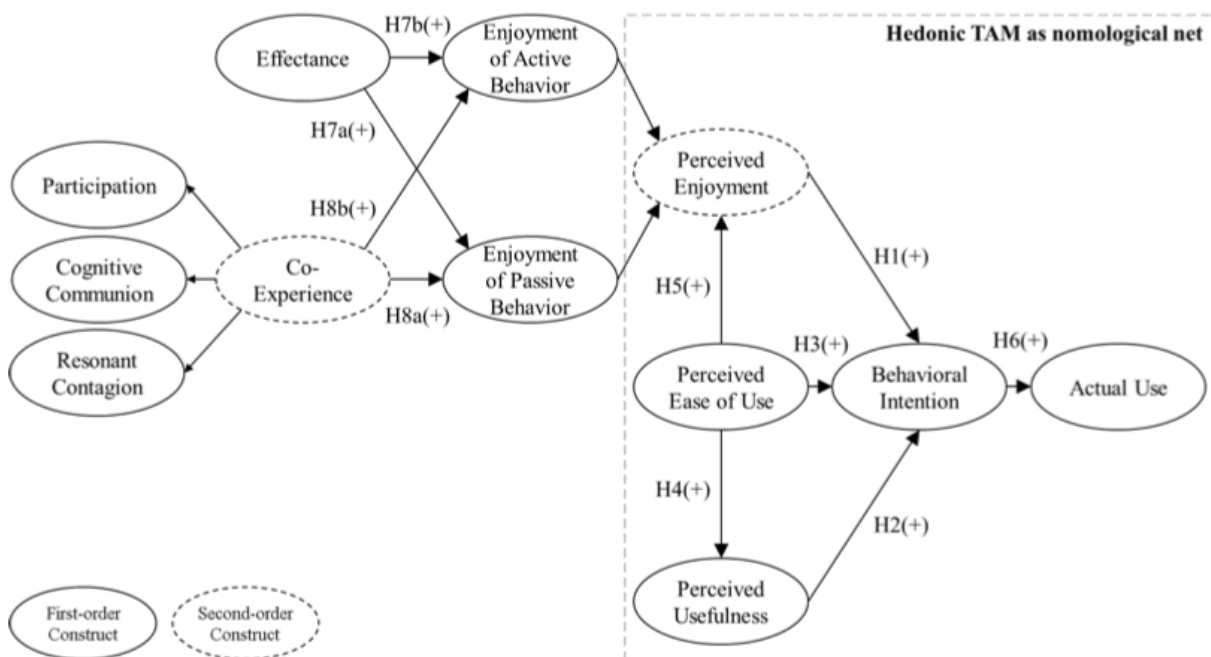 H7b(+)
Effectance
Enjoyment
of Active
Behavior
Hedonic TAM as nomological net
H7a(+)
Participation
H8b(+)
Perceived
Enjoyment
Cognitive
Communion
Co-
Experience
H8a(+)
Enjoyment
of Passive
Behavior
H5(+)
H1(+)
Resonant
Contagion
H3(+)
H6(+)
Perceived
Ease of Use
Behavioral
Intention
Actual Use
H4(+)
H2(+)
Perceived
Usefulness
First-order
Construct
Second-order
Construct